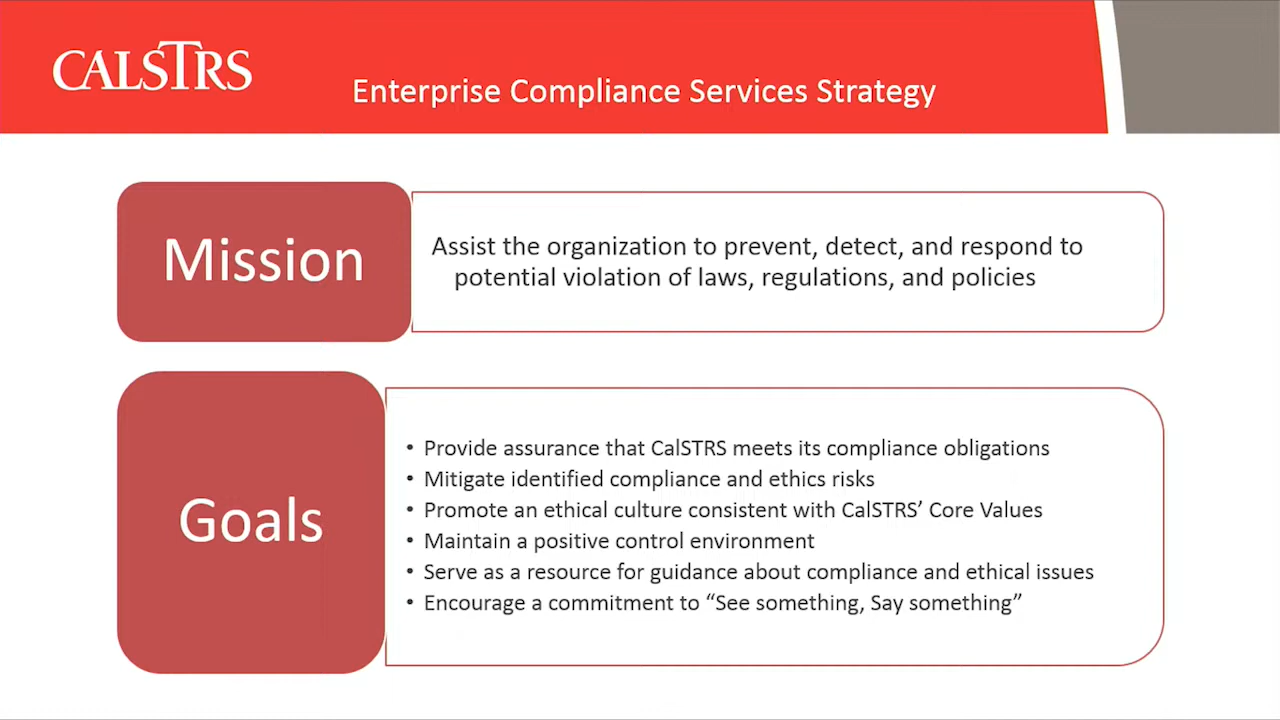 CALSTRS
Enterprise Compliance Services Strategy
Mission
Assist the organization to prevent, detect, and respond to
potential violation of laws, regulations, and policies
Goals
• Provide assurance that CalSTRS meets its compliance obligations
• Mitigate identified compliance and ethics risks
• Promote an ethical culture consistent with CalSTRS’ Core Values
• Maintain a positive control environment
• Serve as a resource for guidance about compliance and ethical issues
• Encourage a commitment to “See something, Say something”